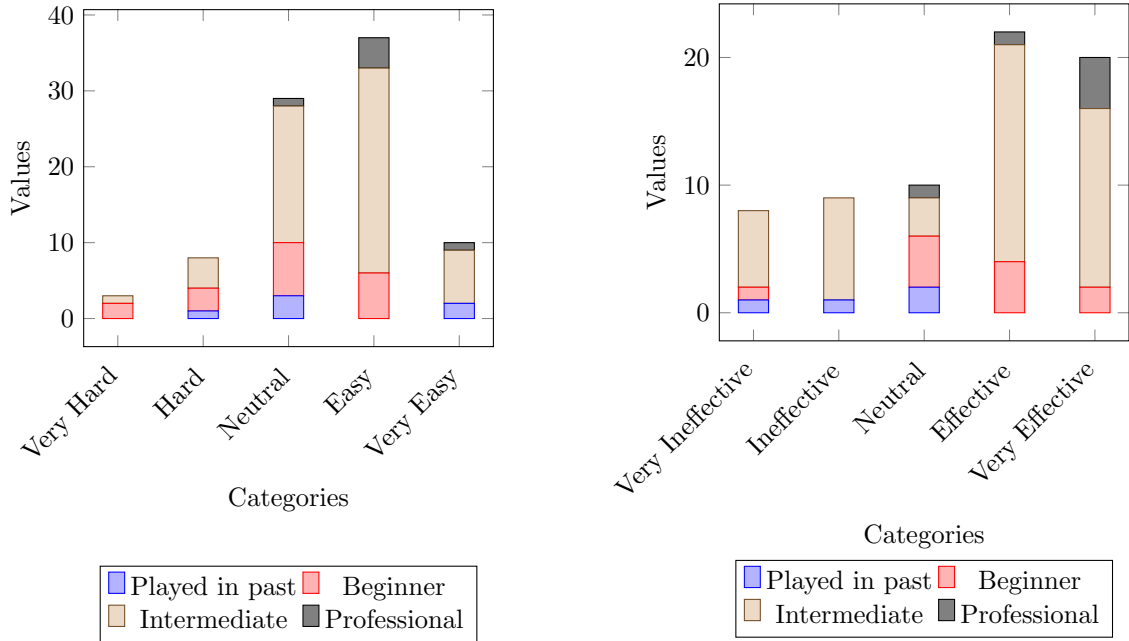 40
30
20
10
0
Values
Very Hard
Hard
Neutral
Easy
Very Easy
Categories
Played in past
Beginner
Intermediate
Professional
20
10
0
Values
Very Ineffective
Ineffective
Neutral
Effective
Very Effective
Categories
Played in past
Beginner
Intermediate
Professional